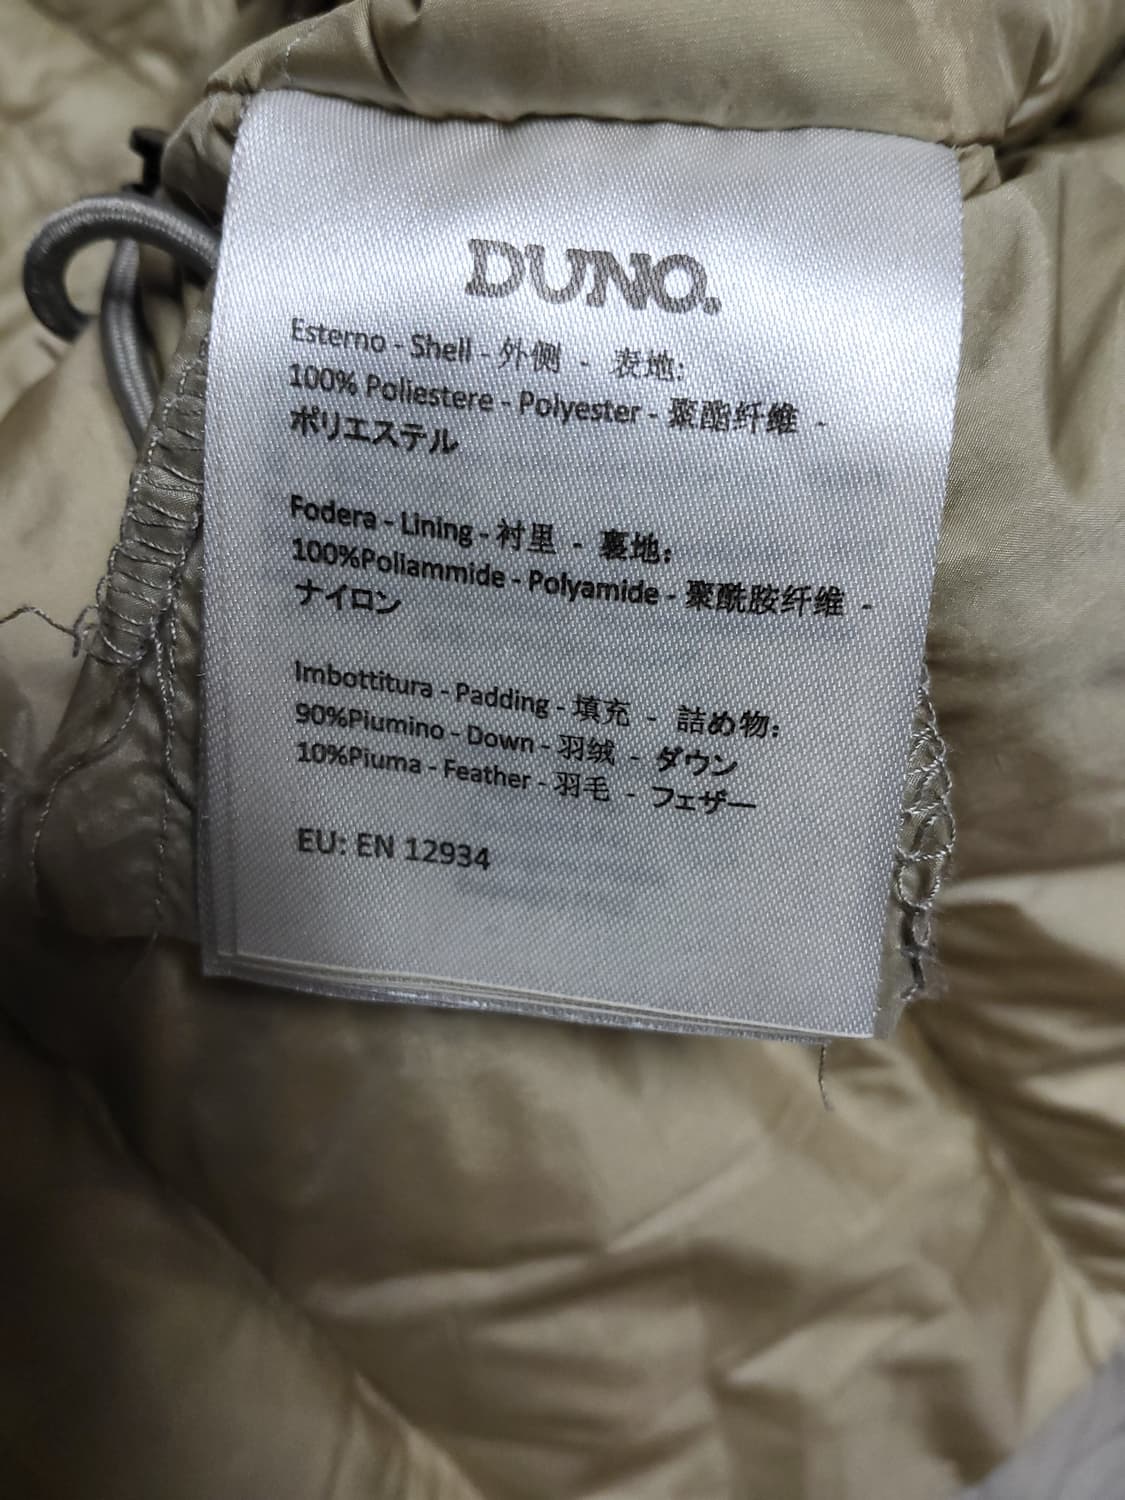 DUNO.
Esterno - Shell - 外侧 - 表地:
100% Poliestere - Polyester - 聚酯纤维 -
ポリエステル
Fodera - Lining - 衬里 - 裏地:
100%Poliammide - Polyamide - 聚酰胺纤维 -
ナイロン
Imbottitura - Padding - 填充 - 詰め物:
90%Piumino - Down - 羽绒 - ダウン
10%Piuma - Feather - 羽毛 - フェザー
EU: EN 12934